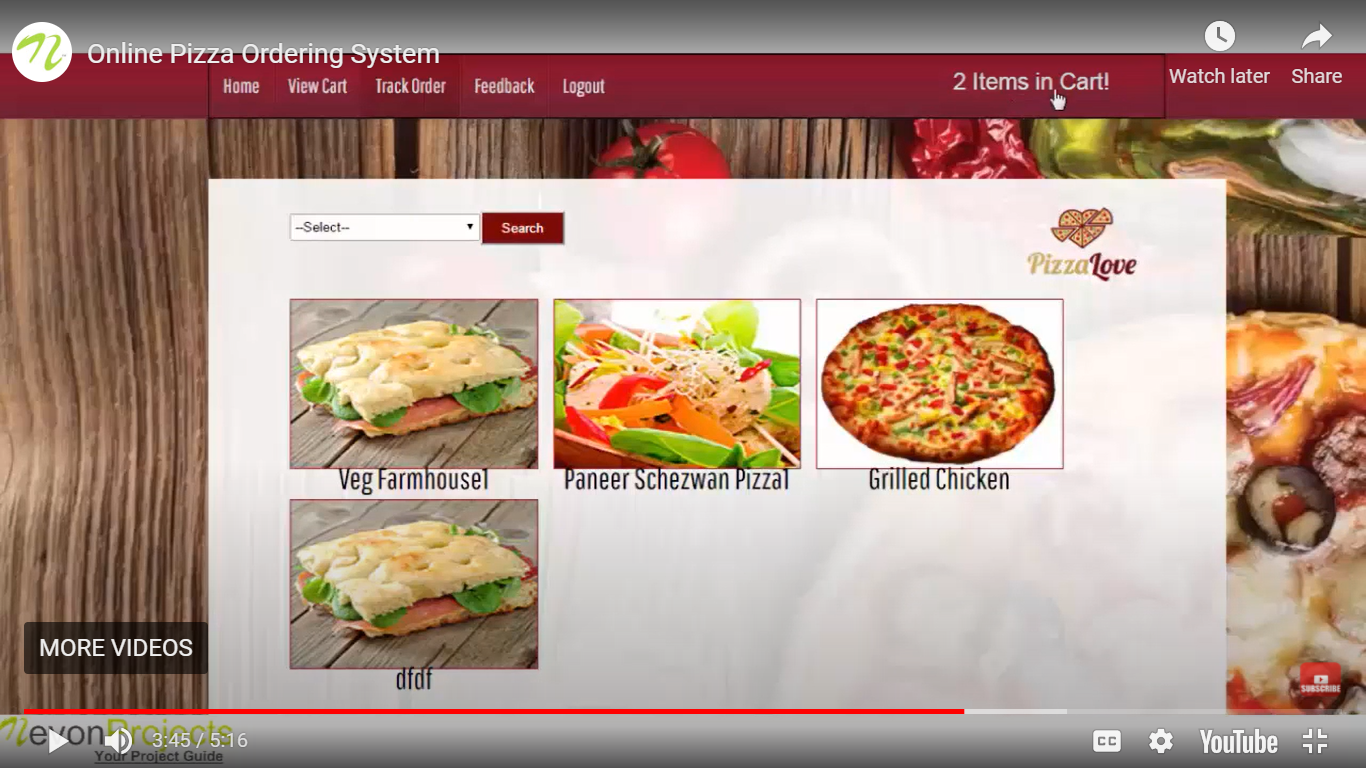 Online Pizza Ordering System
Watch later
Share
Home
View Cart
Track Order
Feedback
Logout
2 Items in Cart!
--Select--
Search
PizzaLove
Veg Farmhouse1
Paneer Schezwan Pizza1
Grilled Chicken
dfdf
MORE VIDEOS
SUBSCRIBE
NevonProjects
Your Project Guide
3:45 / 5:16
CC
YouTube